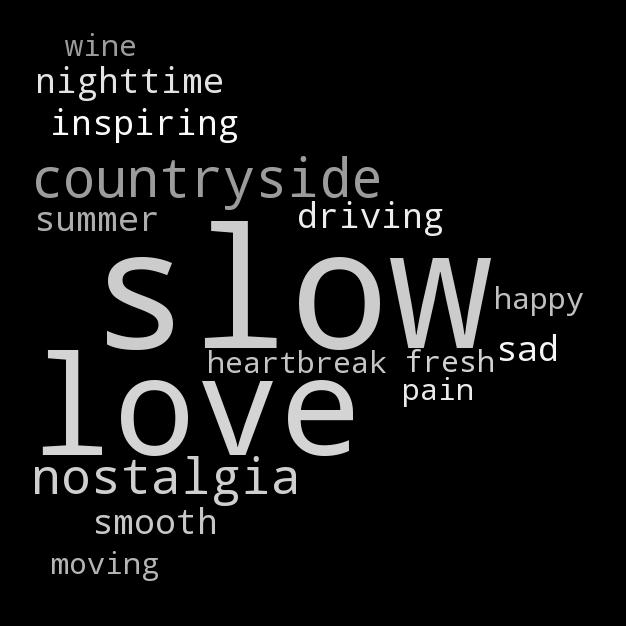 wine
nighttime
inspiring
countryside
summer
driving
slow
happy
sad
heartbreak
fresh
pain
love
nostalgia
smooth
moving